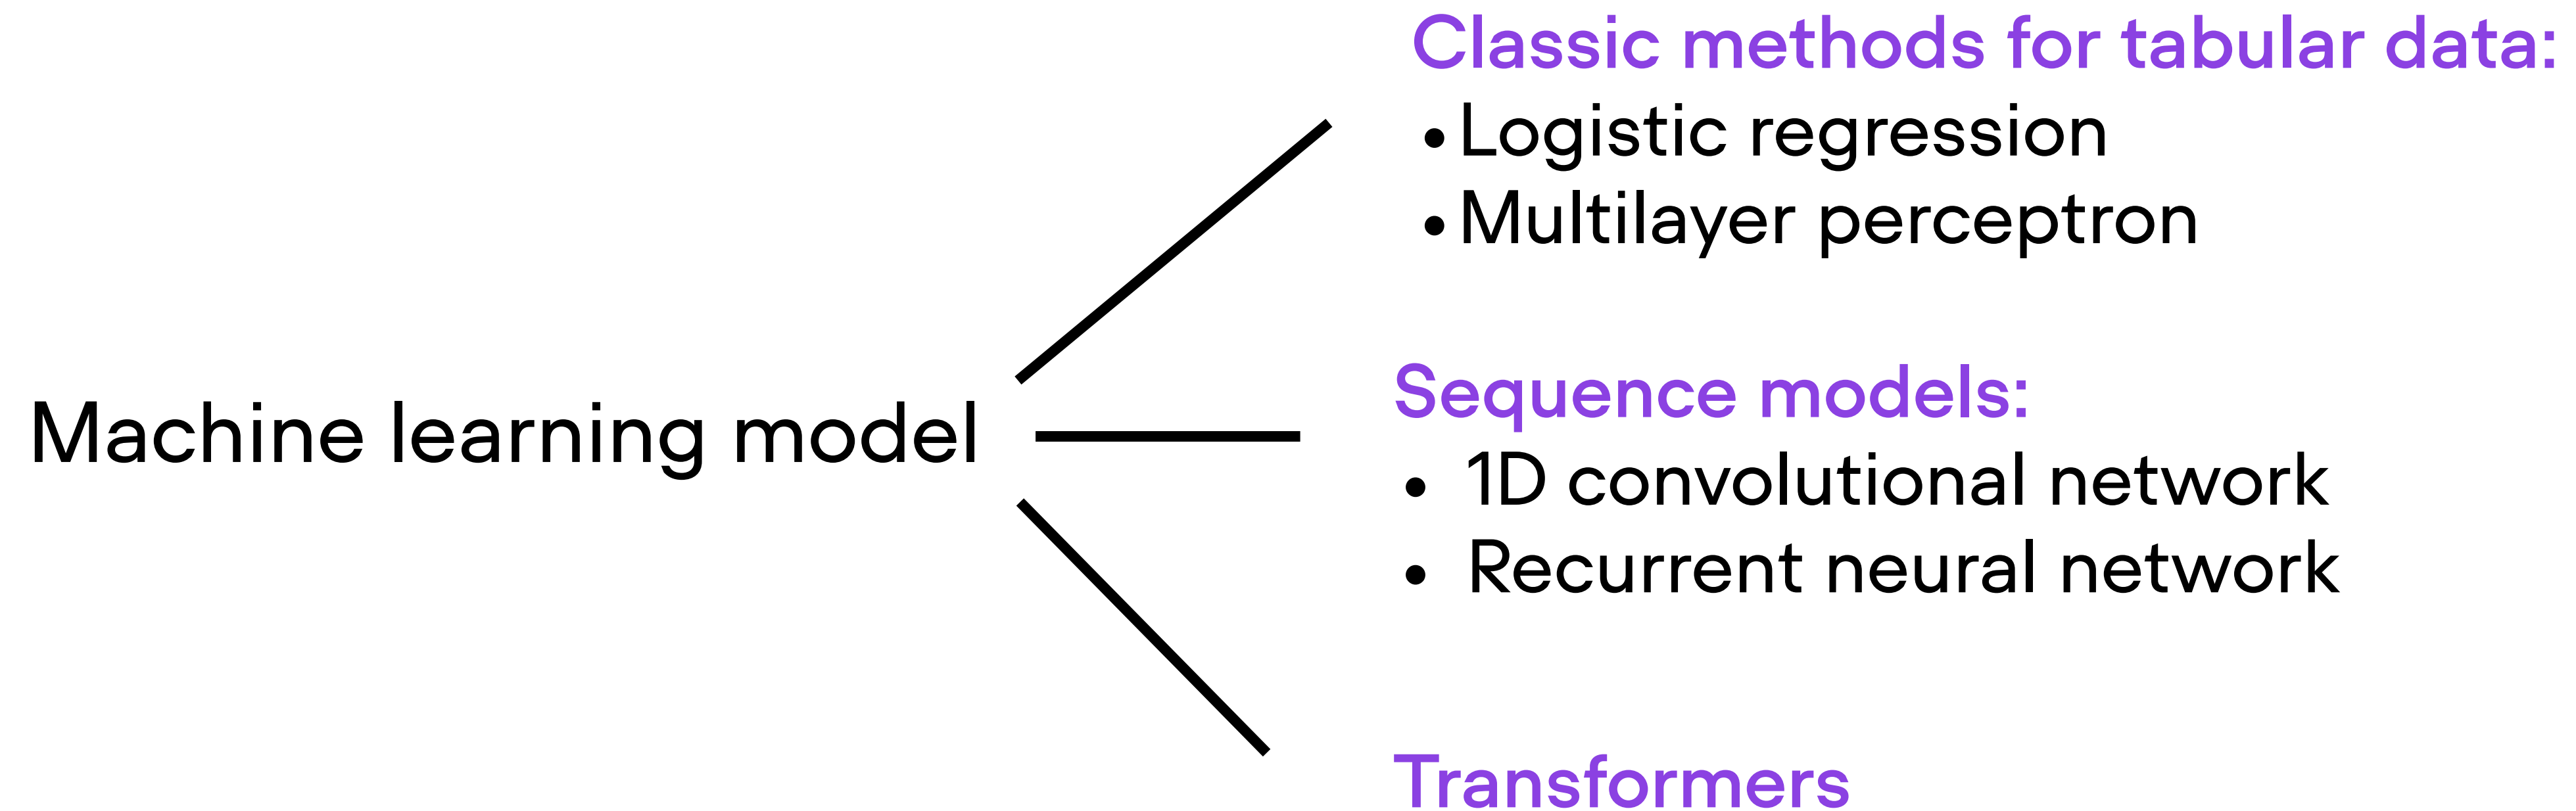 Machine learning model
Classic methods for tabular data:
• Logistic regression
• Multilayer perceptron
Sequence models:
• 1D convolutional network
• Recurrent neural network
Transformers